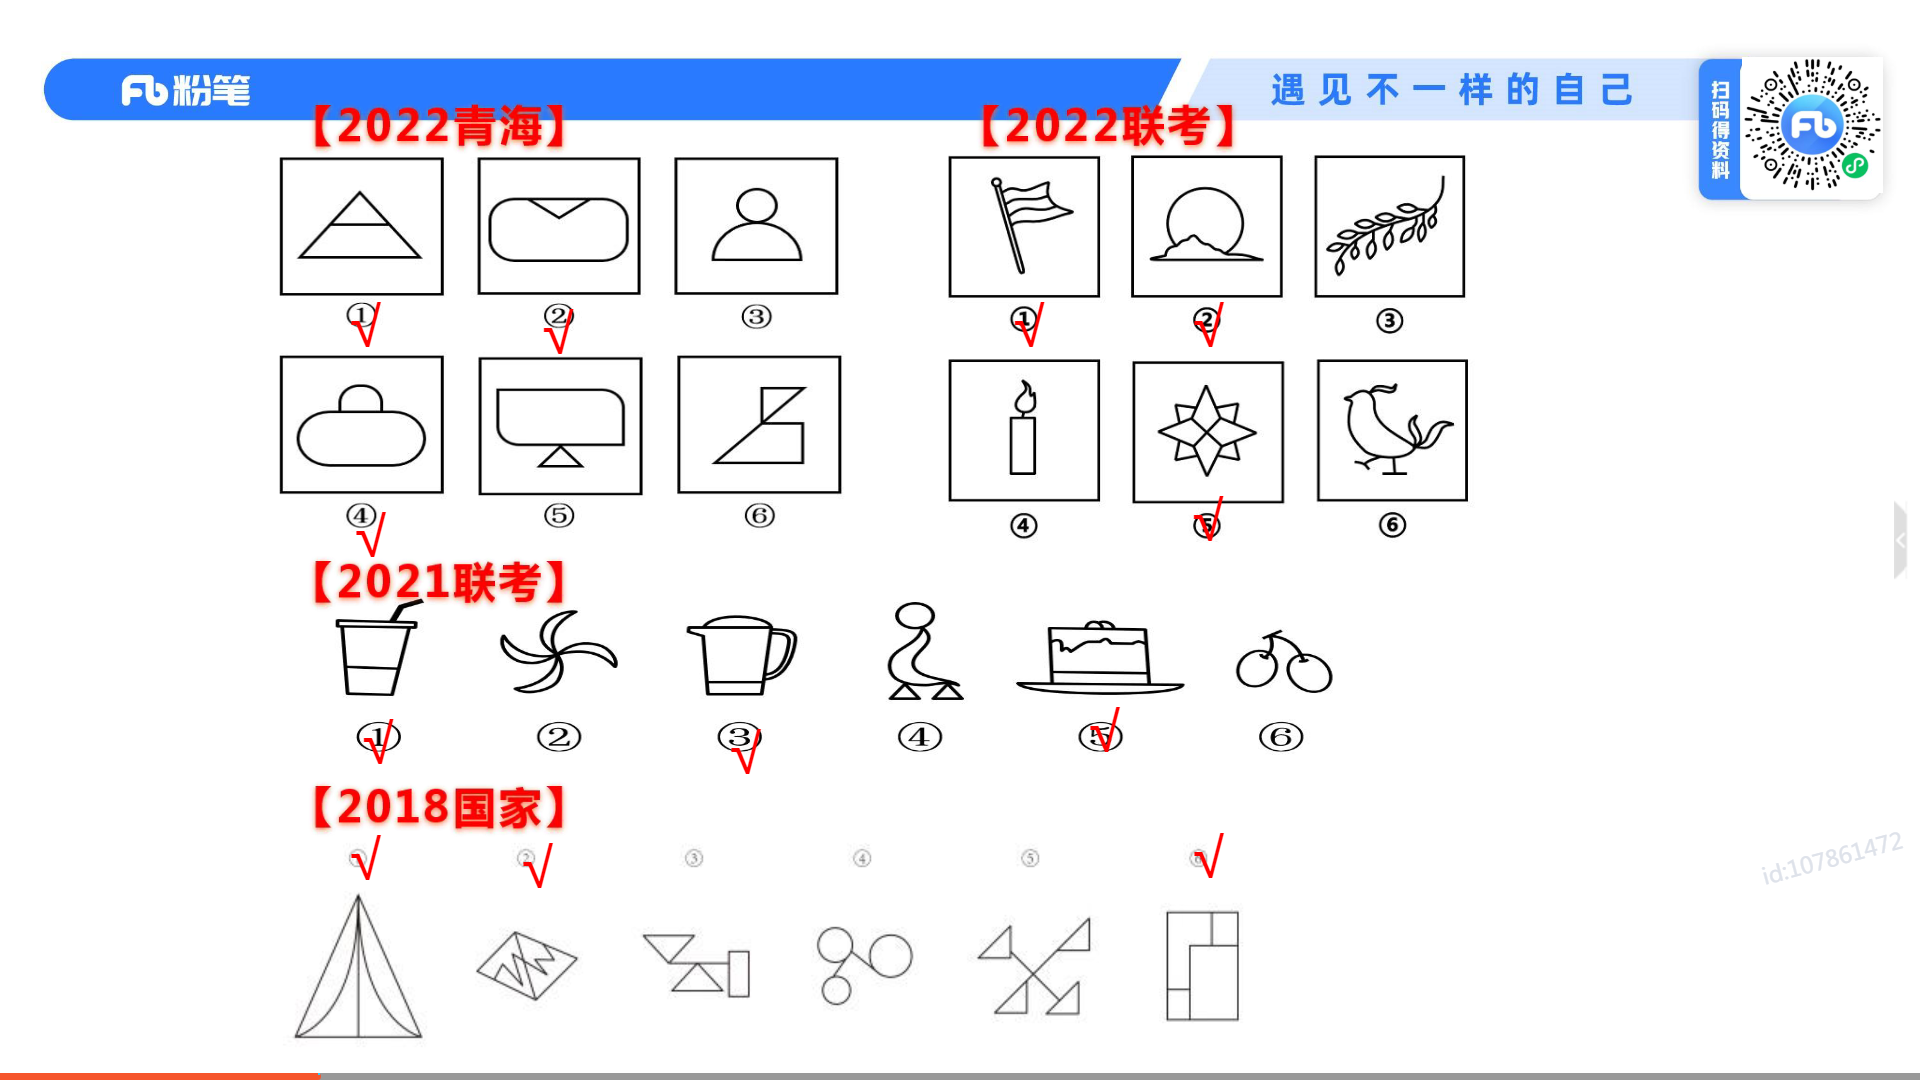 粉笔
遇见不一样的自己
扫码得资料
【2022青海】
【2022联考】
① ② ③
① ② ③
④ ⑤ ⑥
④ ⑤ ⑥
【2021联考】
① ② ③ ④ ⑤ ⑥
【2018国家】
① ② ③ ④ ⑤ ⑥
id:107861472